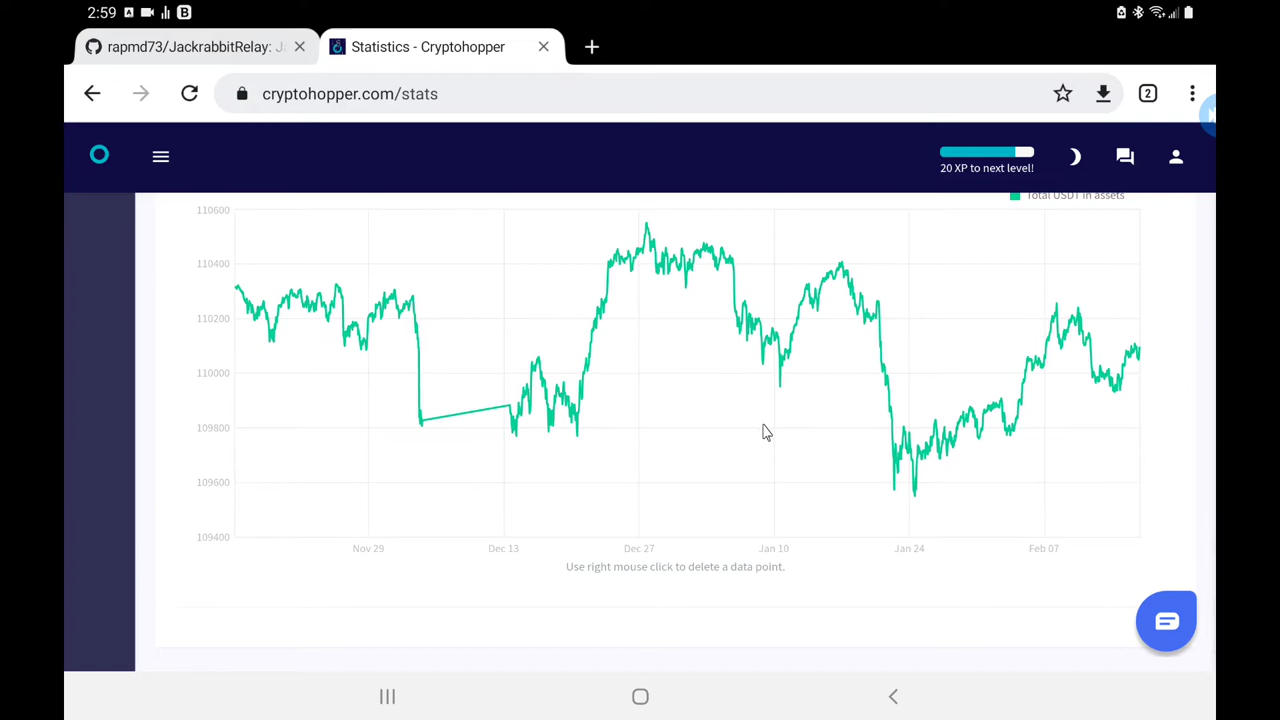 2:59
rapmd73/JackrabbitRelay: J
Statistics - Cryptohopper
cryptohopper.com/stats
2
20 XP to next level!
Total USDT in assets
110600
110400
110200
110000
109800
109600
109400
Nov 29 Dec 13 Dec 27 Jan 10 Jan 24 Feb 07
Use right mouse click to delete a data point.